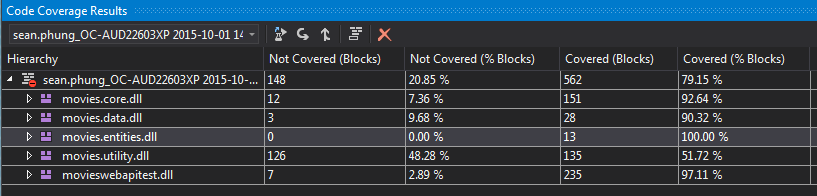 Code Coverage Results
sean.phung_OC-AUD22603XP 2015-10-01 14
Hierarchy Not Covered (Blocks) Not Covered (% Blocks) Covered (Blocks) Covered (% Blocks)
sean.phung_OC-AUD22603XP 2015-10-... 148 20.85 % 562 79.15 %
movies.core.dll 12 7.36 % 151 92.64 %
movies.data.dll 3 9.68 % 28 90.32 %
movies.entities.dll 0 0.00 % 13 100.00 %
movies.utility.dll 126 48.28 % 135 51.72 %
movieswebapitest.dll 7 2.89 % 235 97.11 %